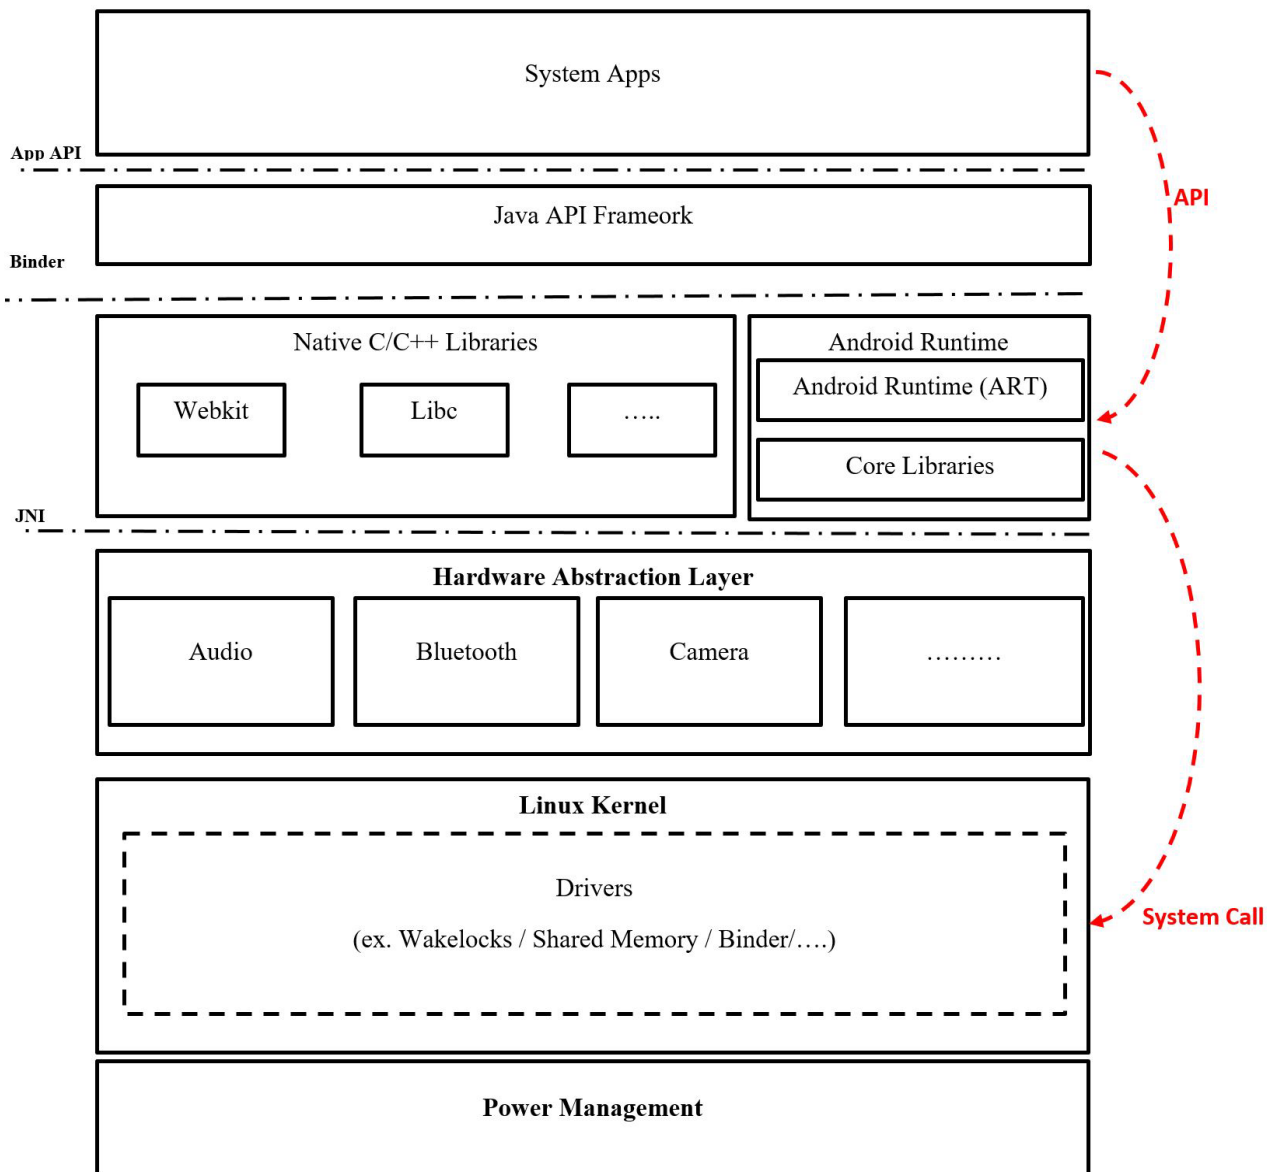 System Apps
App API
API
Java API Frameork
Binder
Native C/C++ Libraries
Android Runtime
Webkit
Libc
…..
Android Runtime (ART)
Core Libraries
JNI
Hardware Abstraction Layer
Audio
Bluetooth
Camera
………
Linux Kernel
Drivers
(ex. Wakelocks / Shared Memory / Binder/….)
System Call
Power Management